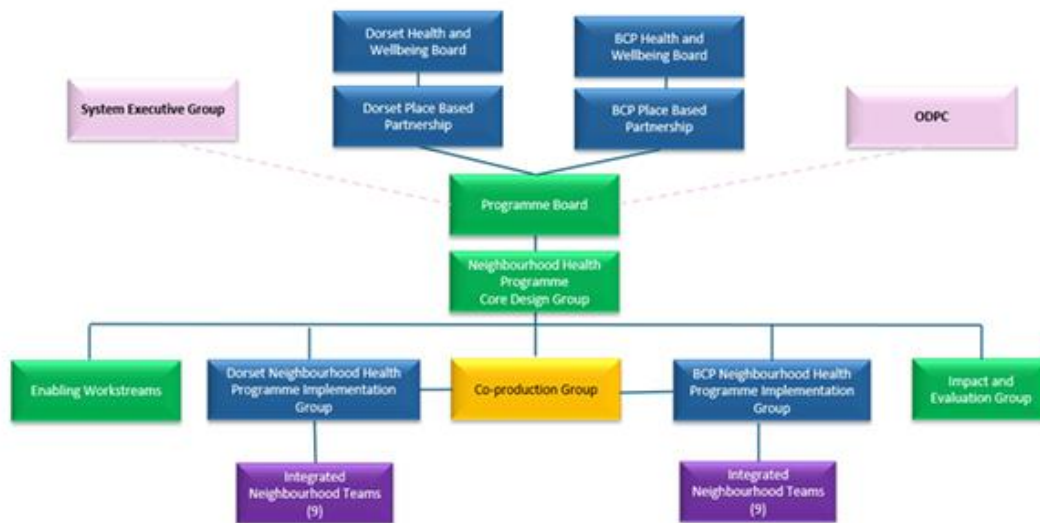 Dorset Health and
Wellbeing Board
BCP Health and
Wellbeing Board
System Executive Group
Dorset Place Based
Partnership
BCP Place Based
Partnership
ODPC
Programme Board
Neighbourhood Health
Programme
Core Design Group
Enabling Workstreams
Dorset Neighbourhood Health
Programme Implementation
Group
Co-production Group
BCP Neighbourhood Health
Programme Implementation
Group
Impact and
Evaluation Group
Integrated
Neighbourhood Teams
(9)
Integrated
Neighbourhood Teams
(9)